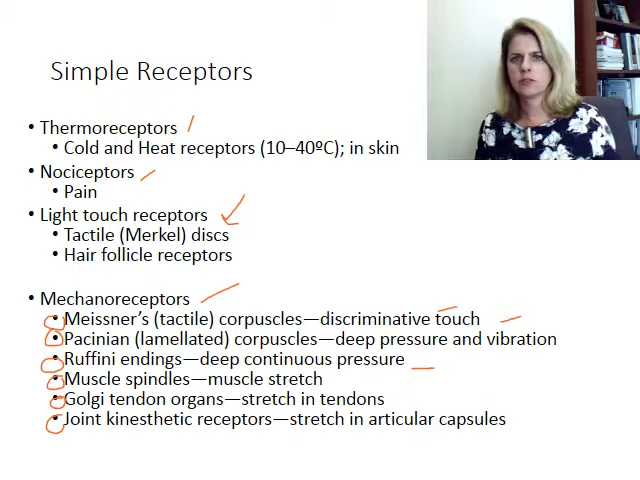 Simple Receptors
• Thermoreceptors
• Cold and Heat receptors (10–40ºC); in skin
• Nociceptors
• Pain
• Light touch receptors
• Tactile (Merkel) discs
• Hair follicle receptors
• Mechanoreceptors
• Meissner's (tactile) corpuscles—discriminative touch
• Pacinian (lamellated) corpuscles—deep pressure and vibration
• Ruffini endings—deep continuous pressure
• Muscle spindles—muscle stretch
• Golgi tendon organs—stretch in tendons
• Joint kinesthetic receptors—stretch in articular capsules